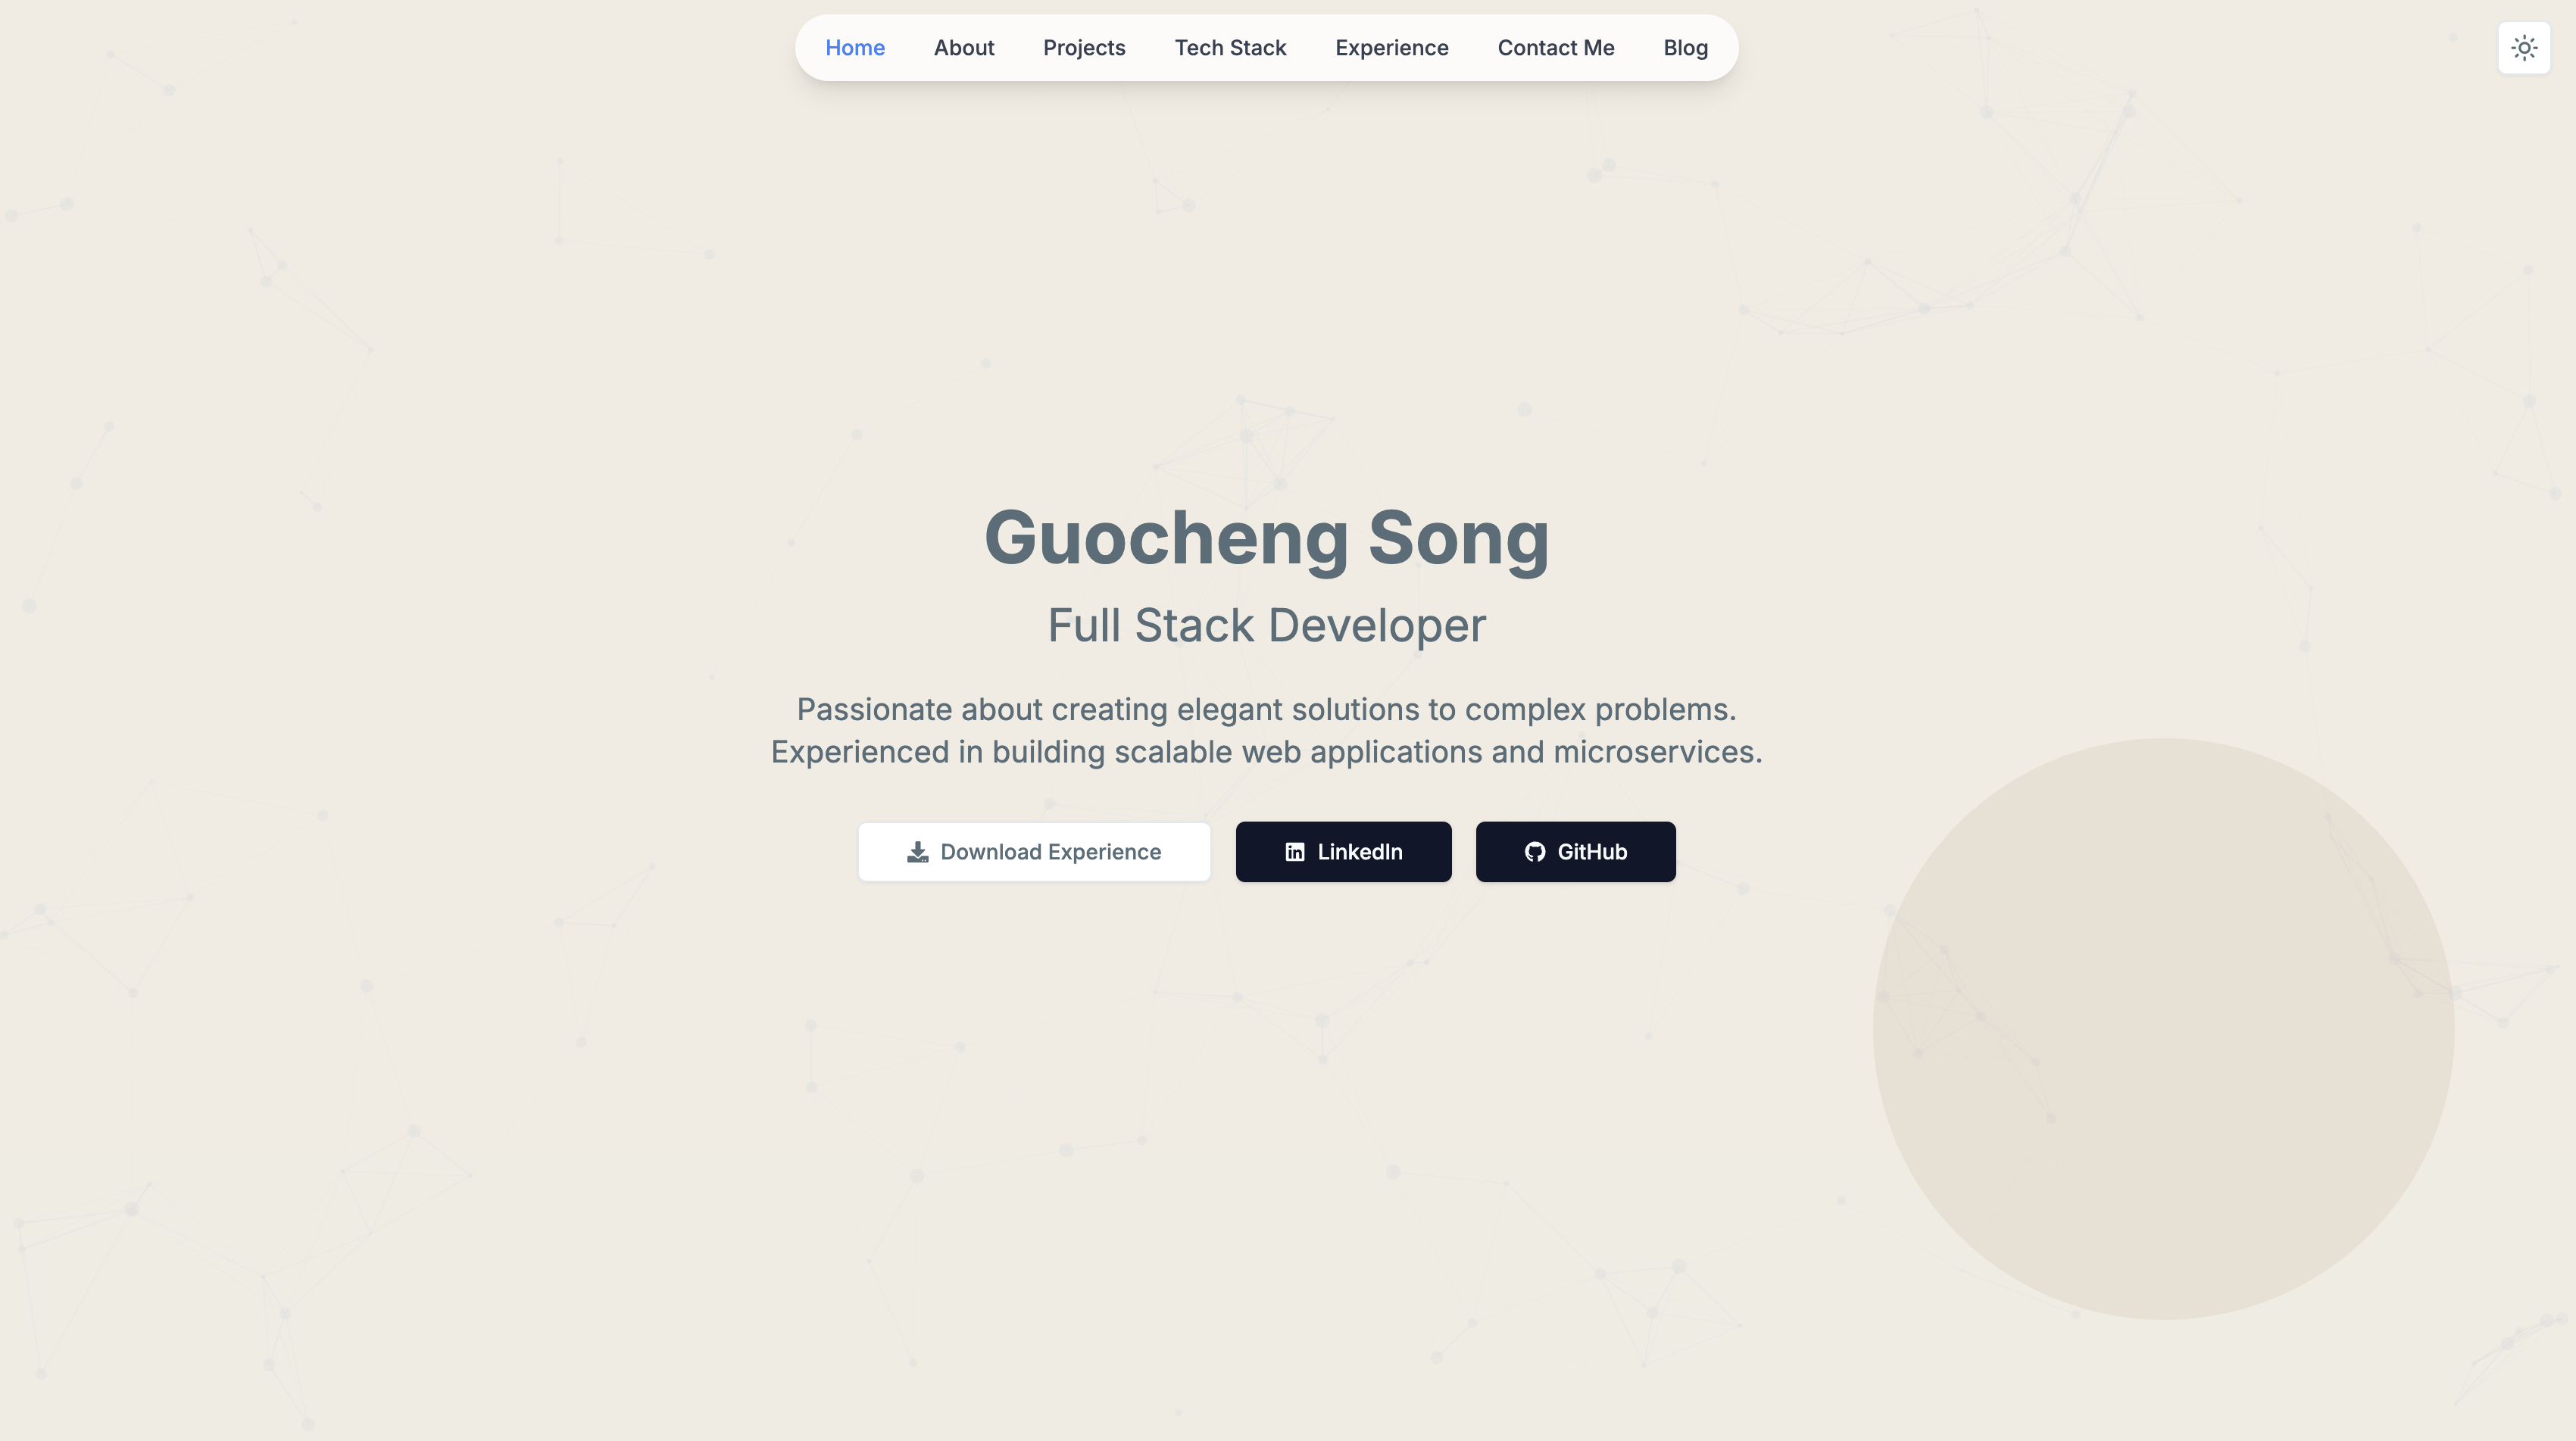 Home About Projects Tech Stack Experience Contact Me Blog
Guocheng Song
Full Stack Developer
Passionate about creating elegant solutions to complex problems.
Experienced in building scalable web applications and microservices.
Download Experience LinkedIn GitHub